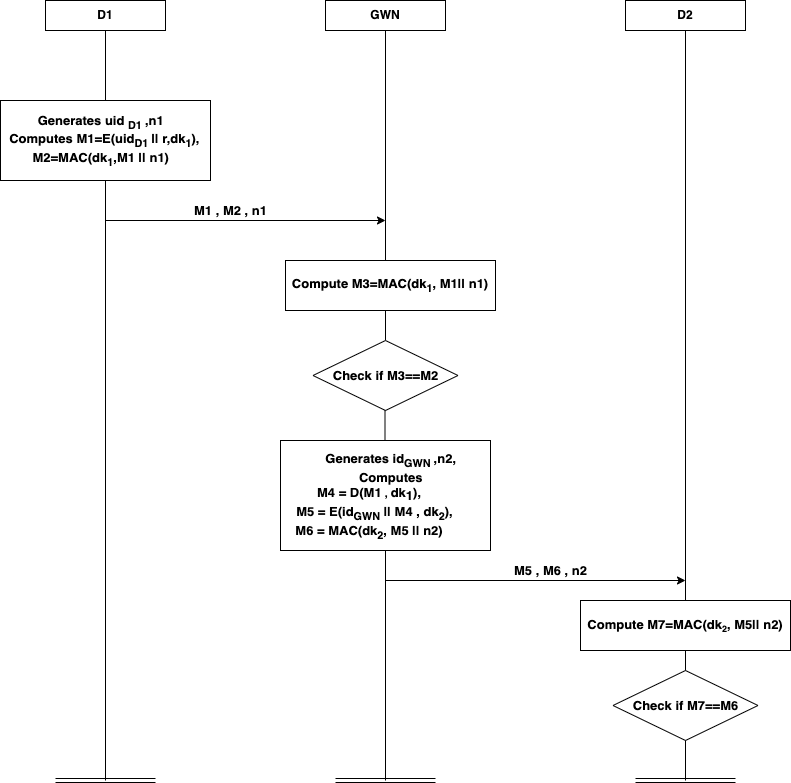 D1
GWN
D2
Generates uid D1 ,n1
Computes M1=E(uidD1 || r,dk1),
M2=MAC(dk1,M1 || n1)
M1 , M2 , n1
Compute M3=MAC(dk1, M1|| n1)
Check if M3==M2
Generates idGWN ,n2,
Computes
M4 = D(M1 , dk1),
M5 = E(idGWN || M4 , dk2),
M6 = MAC(dk2, M5 || n2)
M5 , M6 , n2
Compute M7=MAC(dk2, M5|| n2)
Check if M7==M6